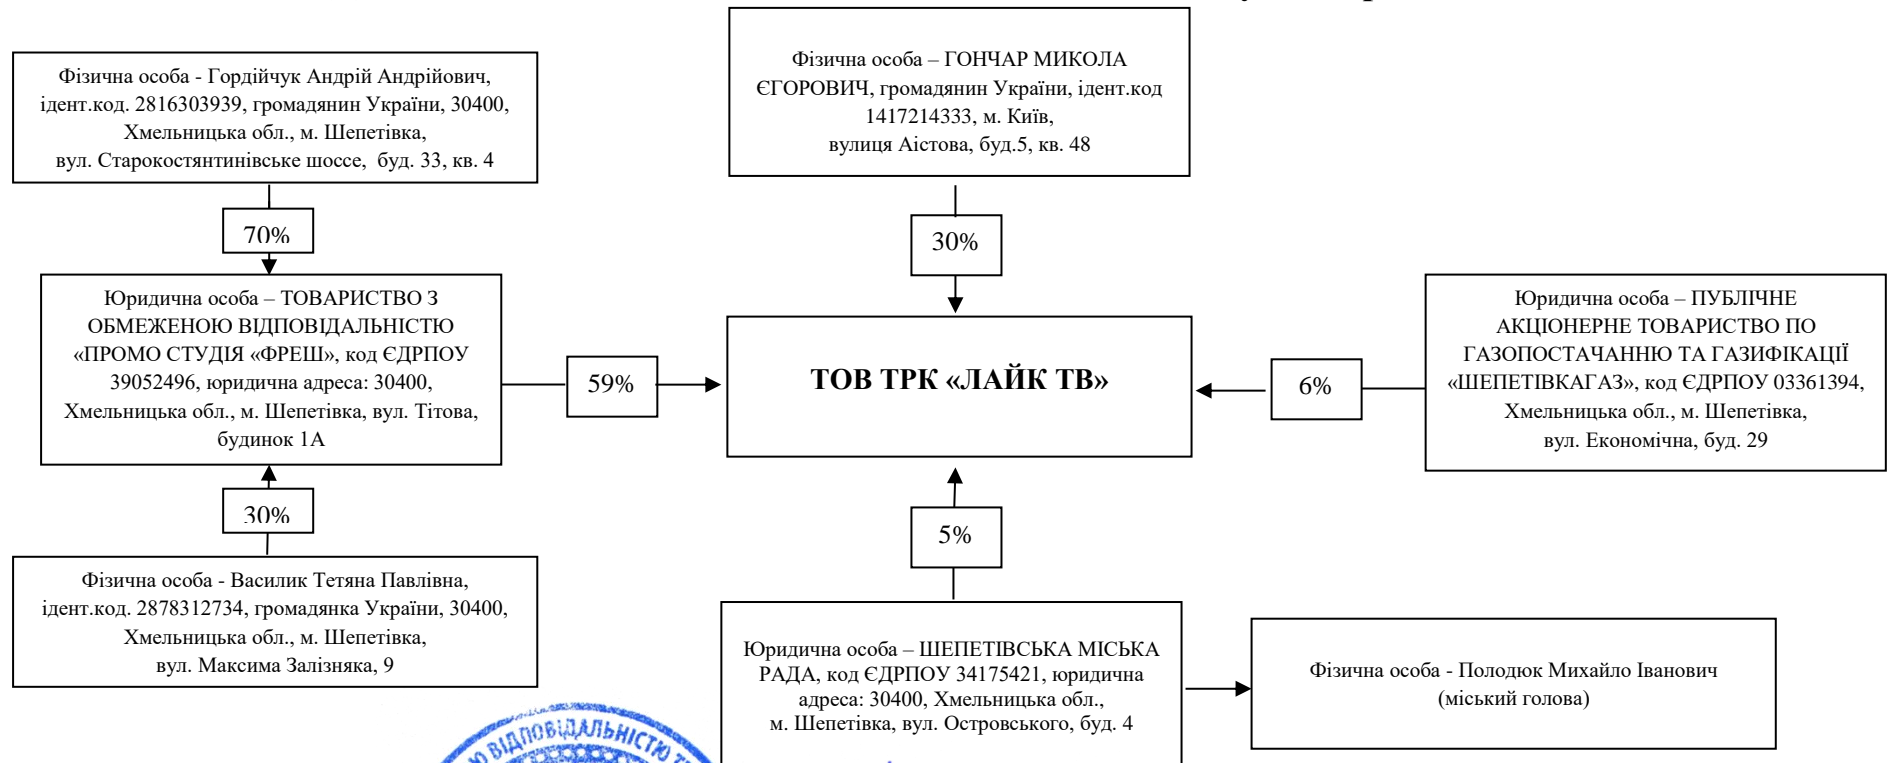 Фізична особа - Гордійчук Андрій Андрійович,
ідент.код. 2816303939, громадянин України, 30400,
Хмельницька обл., м. Шепетівка,
вул. Старокостянтинівське шоссе, буд. 33, кв. 4
70%
Юридична особа – ТОВАРИСТВО З
ОБМЕЖЕНОЮ ВІДПОВІДАЛЬНІСТЮ
«ПРОМО СТУДІЯ «ФРЕШ», код ЄДРПОУ
39052496, юридична адреса: 30400,
Хмельницька обл., м. Шепетівка, вул. Тітова,
будинок 1А
30%
Фізична особа - Василик Тетяна Павлівна,
ідент.код. 2878312734, громадянка України, 30400,
Хмельницька обл., м. Шепетівка,
вул. Максима Залізняка, 9
59%
Фізична особа – ГОНЧАР МИКОЛА
ЄГОРОВИЧ, громадянин України, ідент.код
1417214333, м. Київ,
вулиця Аістова, буд.5, кв. 48
30%
ТОВ ТРК «ЛАЙК ТВ»
5%
Юридична особа – ШЕПЕТІВСЬКА МІСЬКА
РАДА, код ЄДРПОУ 34175421, юридична
адреса: 30400, Хмельницька обл.,
м. Шепетівка, вул. Островського, буд. 4
6%
Юридична особа – ПУБЛІЧНЕ
АКЦІОНЕРНЕ ТОВАРИСТВО ПО
ГАЗОПОСТАЧАННЮ ТА ГАЗИФІКАЦІЇ
«ШЕПЕТІВКАГАЗ», код ЄДРПОУ 03361394,
Хмельницька обл., м. Шепетівка,
вул. Економічна, буд. 29
Фізична особа - Полодюк Михайло Іванович
(міський голова)
ВІДПОВІДАЛЬНІСТЮ